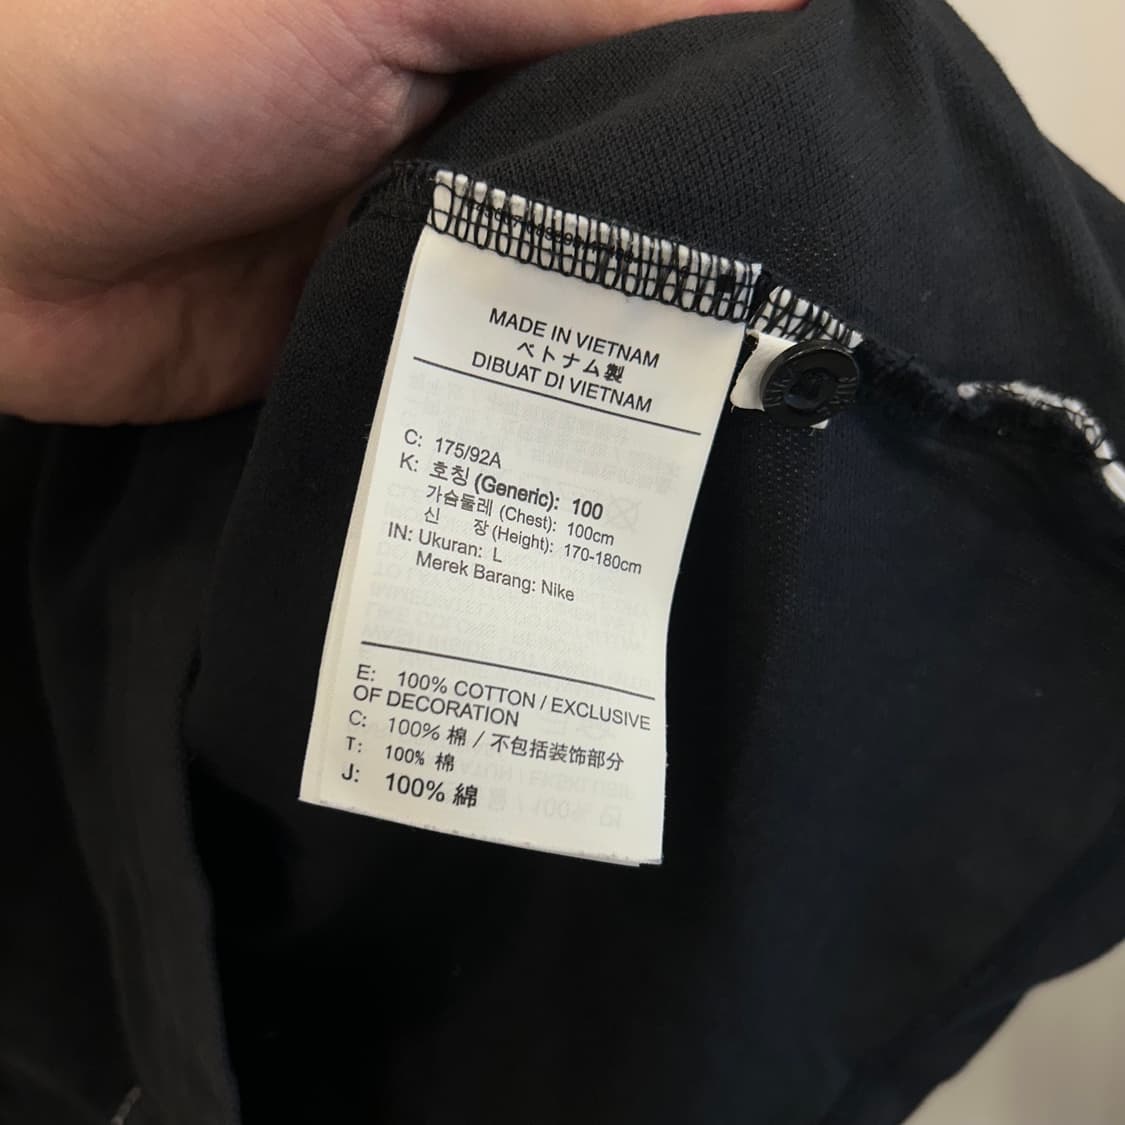 MADE IN VIETNAM
ベトナム製
DIBUAT DI VIETNAM
C: 175/92A
K: 호칭 (Generic): 100
가슴둘레 (Chest): 100cm
신 장 (Height): 170-180cm
IN: Ukuran: L
Merek Barang: Nike
E: 100% COTTON / EXCLUSIVE
OF DECORATION
C: 100% 棉 / 不包括装饰部分
T: 100% 棉
J: 100% 綿